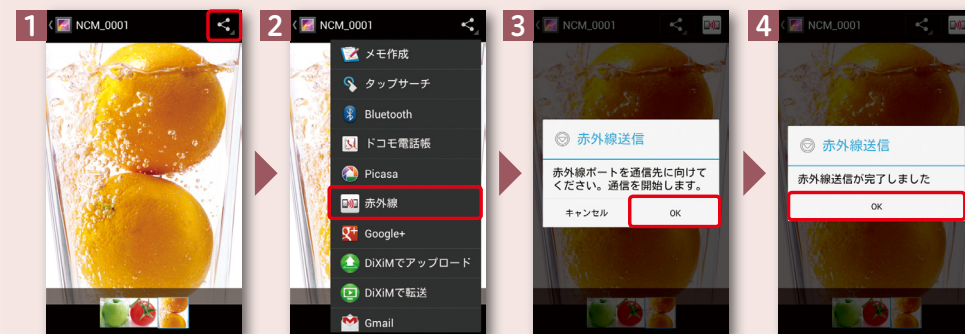 1
NCM_0001
2
NCM_0001
メモ作成
タップサーチ
Bluetooth
ドコモ電話帳
Picasa
赤外線
Google+
DiXiMでアップロード
DiXiMで転送
Gmail
3
NCM_0001
赤外線送信
赤外線ポートを通信先に向けて
ください。通信を開始します。
キャンセル
OK
4
NCM_0001
赤外線送信
赤外線送信が完了しました
OK